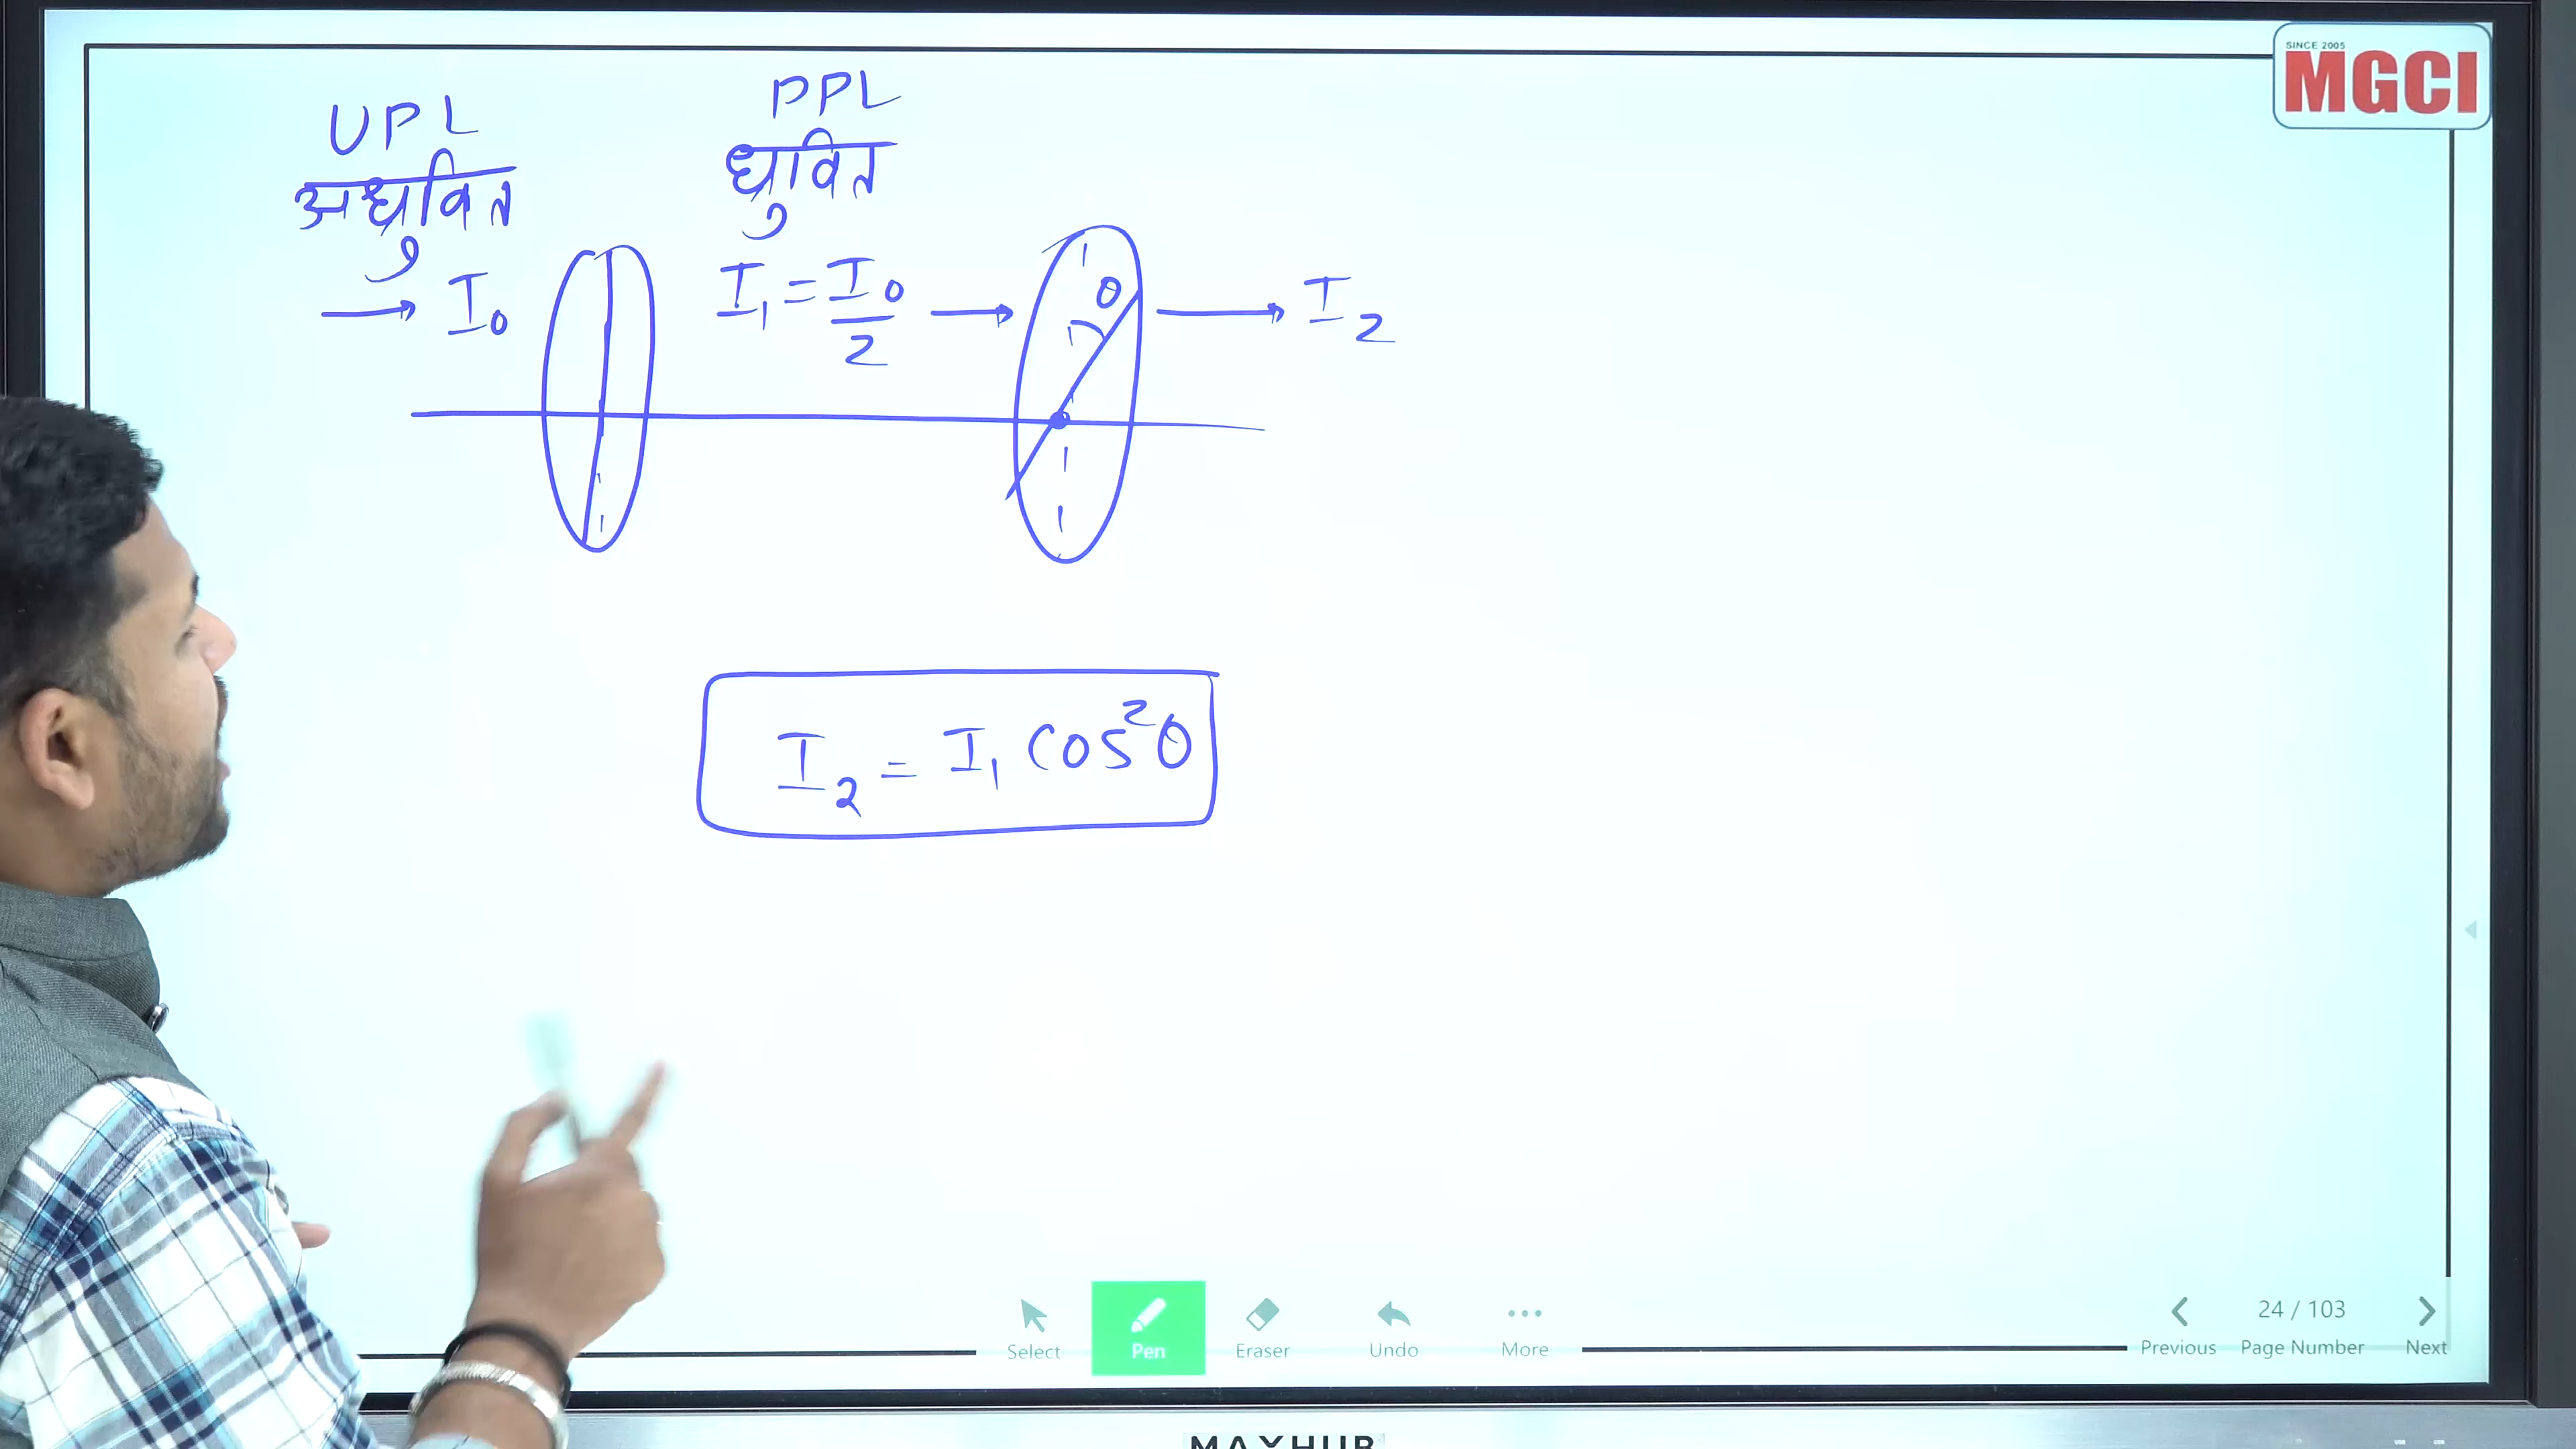 SINCE 2005
MGCI
UPL
अध्रुवित
PPL
ध्रुवित
→ I₀
I₁ = I₀/2 →
θ
→ I₂
I₂ = I₁ cos²θ
Select
Pen
Eraser
Undo
More
24 / 103
Previous
Page Number
Next
MAXHUB